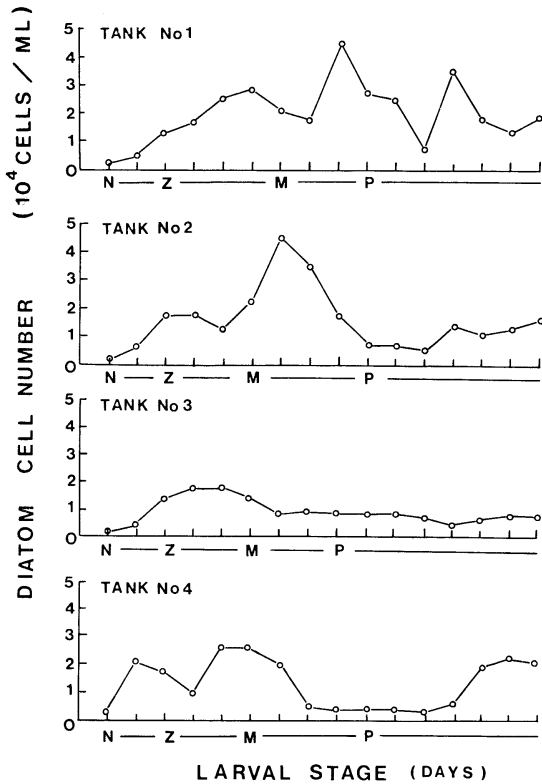 DIATOM CELL NUMBER (10⁴ CELLS / ML)
TANK No1
5
4
3
2
1
0
N Z M P
TANK No2
5
4
3
2
1
0
N Z M P
TANK No3
5
4
3
2
1
0
N Z M P
TANK No4
5
4
3
2
1
0
N Z M P
LARVAL STAGE (DAYS)